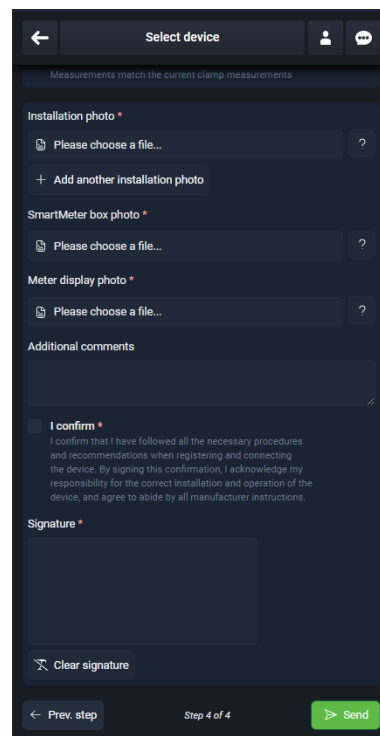 Select device
Measurements match the current clamp measurements
Installation photo *
Please choose a file...
?
+ Add another installation photo
SmartMeter box photo *
Please choose a file...
?
Meter display photo *
Please choose a file...
?
Additional comments
I confirm *
I confirm that I have followed all the necessary procedures
and recommendations when registering and connecting
the device. By signing this confirmation, I acknowledge my
responsibility for the correct installation and operation of the
device, and agree to abide by all manufacturer instructions.
Signature *
Clear signature
Prev. step
Step 4 of 4
Send